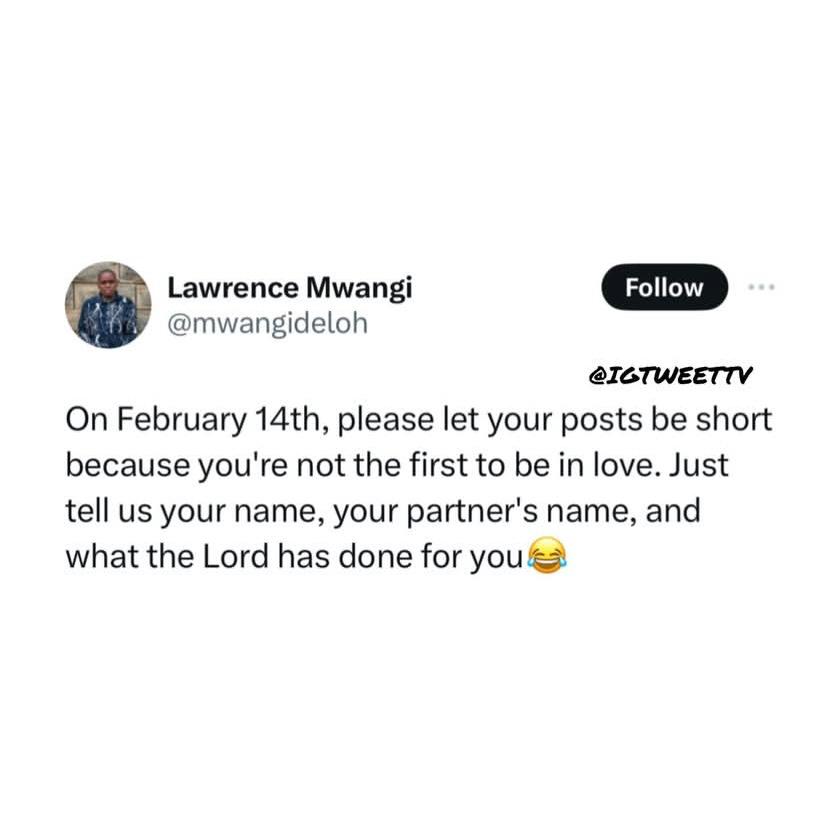 Lawrence Mwangi
@mwangideloh
Follow
@IGTWEETTV
On February 14th, please let your posts be short
because you're not the first to be in love. Just
tell us your name, your partner's name, and
what the Lord has done for you😂